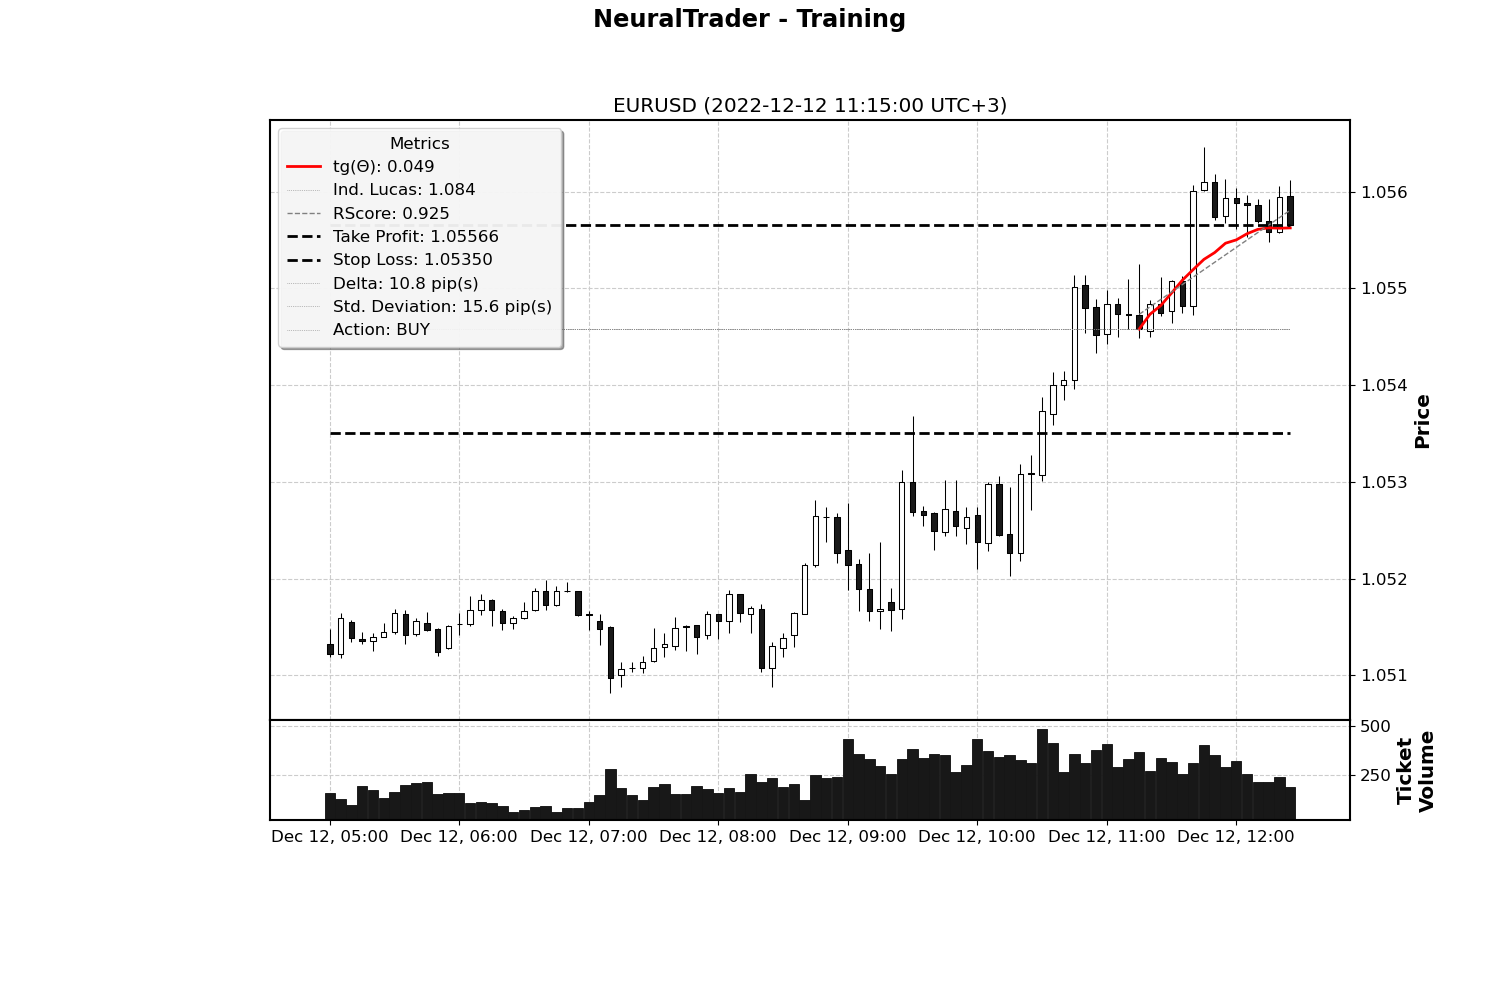 NeuralTrader - Training
EURUSD (2022-12-12 11:15:00 UTC+3)
Metrics
tg(Θ): 0.049
Ind. Lucas: 1.084
RScore: 0.925
Take Profit: 1.05566
Stop Loss: 1.05350
Delta: 10.8 pip(s)
Std. Deviation: 15.6 pip(s)
Action: BUY
1.056
1.055
1.054
1.053
1.052
1.051
Price
500
250
Ticket
Volume
Dec 12, 05:00
Dec 12, 06:00
Dec 12, 07:00
Dec 12, 08:00
Dec 12, 09:00
Dec 12, 10:00
Dec 12, 11:00
Dec 12, 12:00